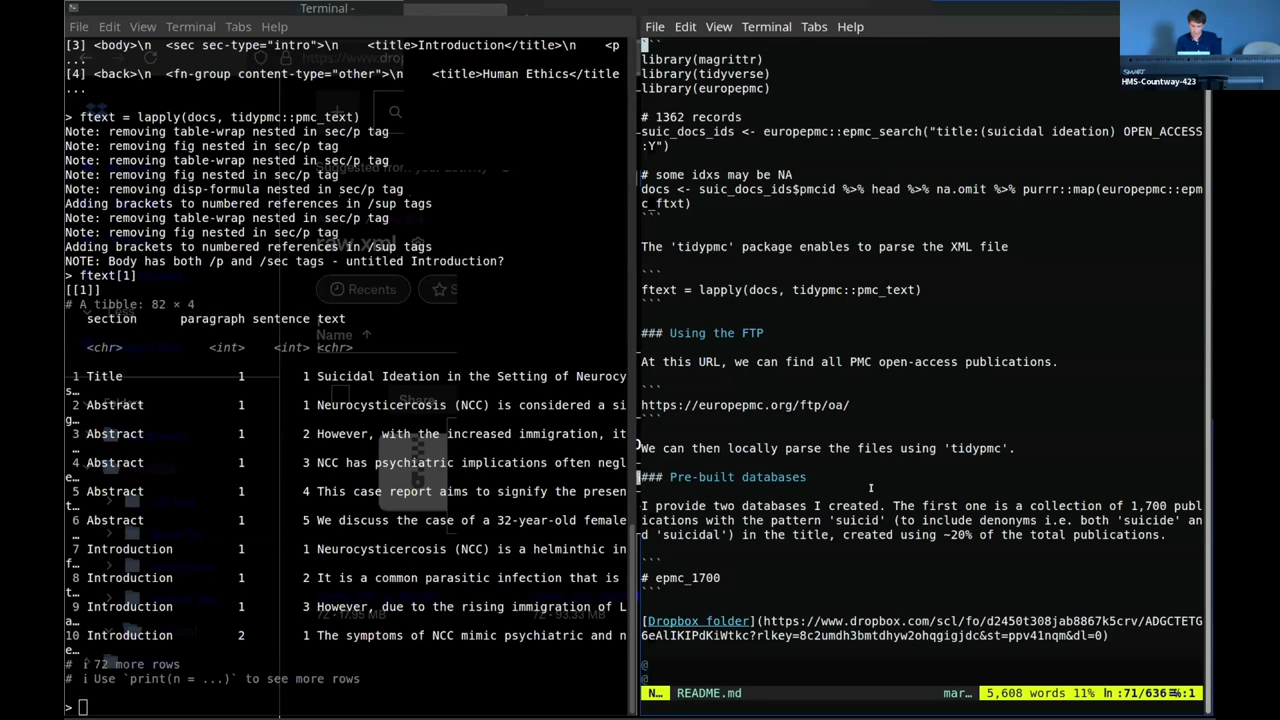 Terminal -
File Edit View Terminal Tabs Help
[3] <body>\n  <sec sec-type="intro">\n    <title>Introduction</title>\n    <p
...
[4] <back>\n  <fn-group content-type="other">\n    <title>Human Ethics</title
...
> ftext = lapply(docs, tidypmc::pmc_text)
Note: removing table-wrap nested in sec/p tag
Note: removing fig nested in sec/p tag
Note: removing table-wrap nested in sec/p tag
Note: removing fig nested in sec/p tag
Note: removing disp-formula nested in sec/p tag
Adding brackets to numbered references in /sup tags
Note: removing table-wrap nested in sec/p tag
Note: removing fig nested in sec/p tag
Adding brackets to numbered references in /sup tags
NOTE: Body has both /p and /sec tags - untitled Introduction?
> ftext[1]
[[1]]
# A tibble: 82 × 4
section paragraph sentence text
<chr> <int> <int> <chr>
1 Title 1 1 Suicidal Ideation in the Setting of Neurocy
s…
2 Abstract 1 1 Neurocysticercosis (NCC) is considered a si
g…
3 Abstract 1 2 However, with the increased immigration, it
…
4 Abstract 1 3 NCC has psychiatric implications often negl
e…
5 Abstract 1 4 This case report aims to signify the presen
t…
6 Abstract 1 5 We discuss the case of a 32-year-old female
…
7 Introduction 1 1 Neurocysticercosis (NCC) is a helminthic in
f…
8 Introduction 1 2 It is a common parasitic infection that is
t…
9 Introduction 1 3 However, due to the rising immigration of L
a…
10 Introduction 2 1 The symptoms of NCC mimic psychiatric and n
e…
# ℹ 72 more rows
# ℹ Use `print(n = ...)` to see more rows
>
Recents
Name ↑
Share
File Edit View Terminal Tabs Help
```
library(magrittr)
library(tidyverse)
library(europepmc)
# 1362 records
suic_docs_ids <- europepmc::epmc_search("title:(suicidal ideation) OPEN_ACCESS
:Y")
# some idxs may be NA
docs <- suic_docs_ids$pmcid %>% head %>% na.omit %>% purrr::map(europepmc::epm
c_ftxt)
```
The 'tidypmc' package enables to parse the XML file
```
ftext = lapply(docs, tidypmc::pmc_text)
```
### Using the FTP
At this URL, we can find all PMC open-access publications.
```
https://europepmc.org/ftp/oa/
```
We can then locally parse the files using 'tidypmc'.
### Pre-built databases
I provide two databases I created. The first one is a collection of 1,700 publ
ications with the pattern 'suicid' (to include denonyms i.e. both 'suicide' an
d 'suicidal') in the title, created using ~20% of the total publications.
```
# epmc_1700
```
[Dropbox folder](https://www.dropbox.com/scl/fo/d2450t308jab8867k5crv/ADGCTETG
6eAlIKIPdKiWtkc?rlkey=8c2umdh3bmtdhyw2ohqgigjdc&st=ppv41nqm&dl=0)
@
@
N… README.md mar… 5,608 words 11% ln :71/636 ≡%:1
SMART
HMS-Countway-423